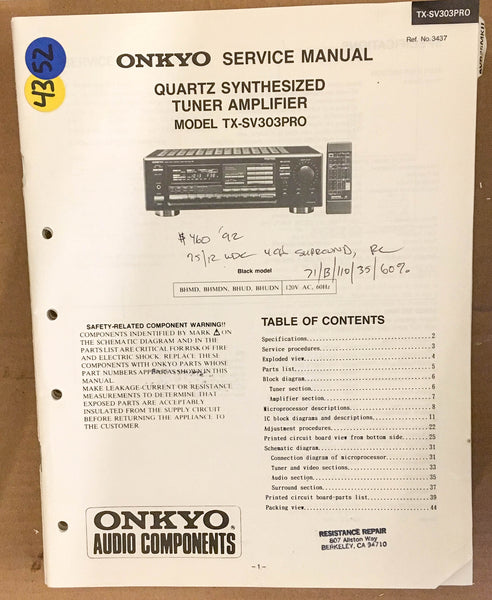 TX-SV303PRO
Ref. No. 3437
4352
ONKYO SERVICE MANUAL
QUARTZ SYNTHESIZED
TUNER AMPLIFIER
MODEL TX-SV303PRO
$460 '92
75/12 WDC 4 CH SURROUND, RC
Black model
71/B/110/35/60%
BHMD, BHMDN, BHUD, BHUDN 120V AC, 60Hz
SAFETY-RELATED COMPONENT WARNING!!
COMPONENTS INDENTIFIED BY MARK ⚠ ON
THE SCHEMATIC DIAGRAM AND IN THE
PARTS LIST ARE CRITICAL FOR RISK OF FIRE
AND ELECTRIC SHOCK. REPLACE THESE
COMPONENTS WITH ONKYO PARTS WHOSE
PART NUMBERS APPEAR AS SHOWN IN THIS
MANUAL.
MAKE LEAKAGE-CURRENT OR RESISTANCE
MEASUREMENTS TO DETERMINE THAT
EXPOSED PARTS ARE ACCEPTABLY
INSULATED FROM THE SUPPLY CIRCUIT
BEFORE RETURNING THE APPLIANCE TO
THE CUSTOMER
TABLE OF CONTENTS
Specifications 2
Service procedures 3
Exploded view 4
Parts list 5
Block diagram 6
Tuner section 6
Amplifier section 7
Microprocessor descriptions 8
IC block diagrams and descriptions 11
Adjustment procedures 22
Printed circuit board view from bottom side 25
Schematic diagram 31
Connection diagram of microprocessor 31
Tuner and video sections 33
Audio section 35
Surround section 37
Printed circuit board-parts list 39
Packing view 44
ONKYO
AUDIO COMPONENTS
RESISTANCE REPAIR
807 Allston Way
BERKELEY, CA 94710
-1-